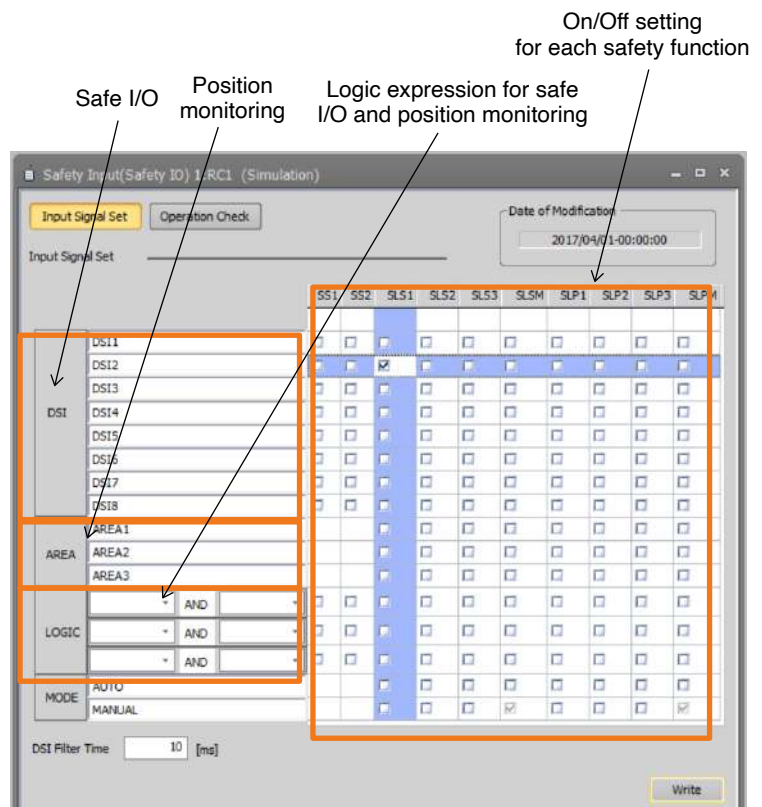 On/Off setting
for each safety function
Safe I/O
Position
monitoring
Logic expression for safe
I/O and position monitoring
Safety Input(Safety IO) 1:RC1 (Simulation)
Input Signal Set
Operation Check
Date of Modification
2017/04/01-00:00:00
Input Signal Set
SS1 SS2 SLS1 SLS2 SLS3 SLSM SLP1 SLP2 SLP3 SLPM
DSI
DSI1
DSI2
DSI3
DSI4
DSI5
DSI6
DSI7
DSI8
AREA
AREA1
AREA2
AREA3
LOGIC
AND
AND
AND
MODE
AUTO
MANUAL
DSI Filter Time 10 [ms]
Write